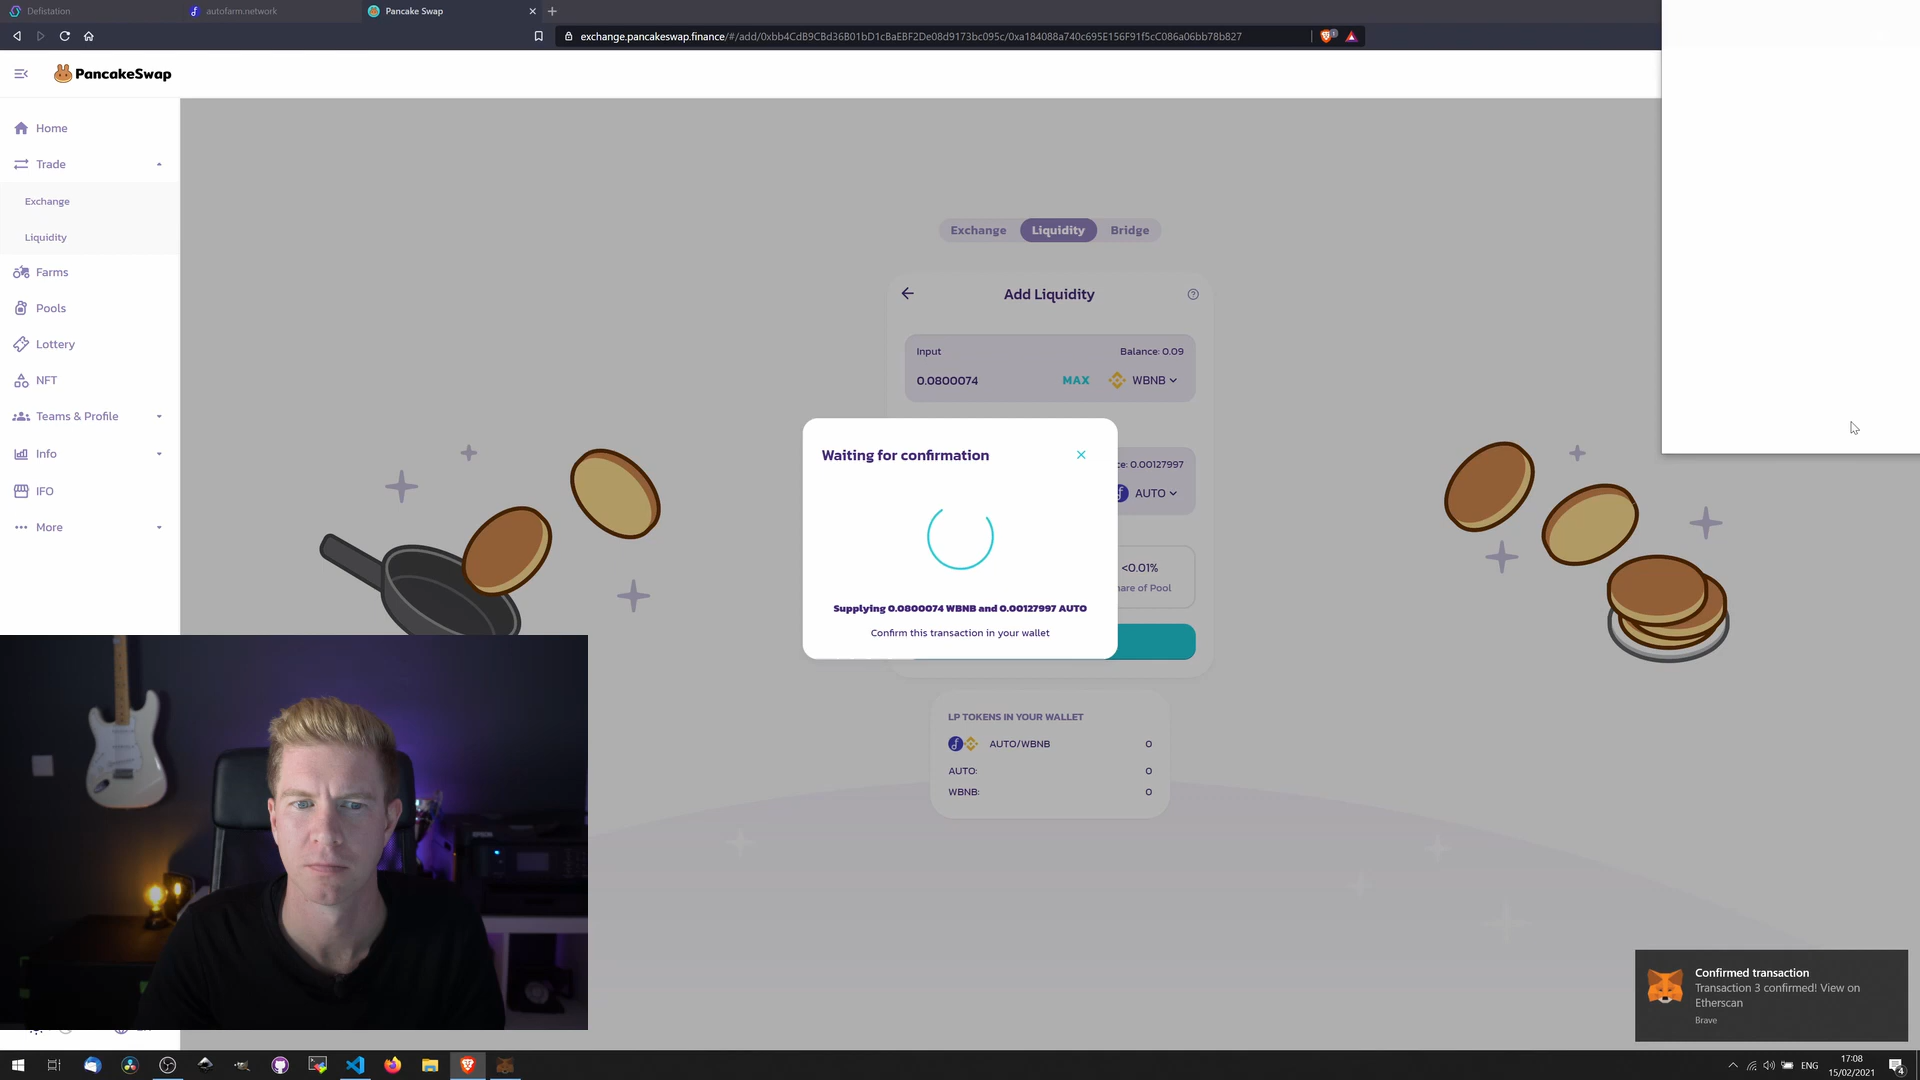 Defistation
autofarm.network
Pancake Swap
exchange.pancakeswap.finance/#/add/0xbb4CdB9CBd36B01bD1cBaEBF2De08d9173bc095c/0xa184088a740c695E156F91f5cC086a06bb78b827
PancakeSwap
Home
Trade
Exchange
Liquidity
Farms
Pools
Lottery
NFT
Teams & Profile
Info
IFO
More
Exchange
Liquidity
Bridge
Add Liquidity
Input
Balance: 0.09
0.0800074
MAX
WBNB
0.00127997
AUTO
<0.01%
of Pool
Waiting for confirmation
Supplying 0.0800074 WBNB and 0.00127997 AUTO
Confirm this transaction in your wallet
LP TOKENS IN YOUR WALLET
AUTO/WBNB 0
AUTO: 0
WBNB: 0
Confirmed transaction
Transaction 3 confirmed! View on
Etherscan
Brave
ENG
17:08
15/02/2021